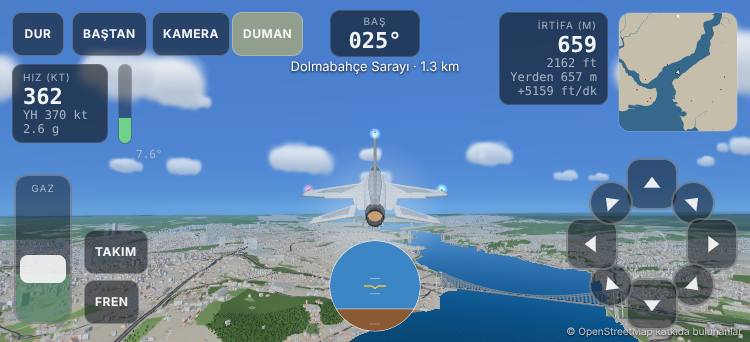 DUR
BAŞTAN
KAMERA
DUMAN
BAŞ
025°
Dolmabahçe Sarayı · 1.3 km
İRTİFA (M)
659
2162 ft
Yerden 657 m
+5159 ft/dk
HIZ (KT)
362
YH 370 kt
2.6 g
7.6°
GAZ
TAKIM
FREN
© OpenStreetMap katkıda bulunanlar